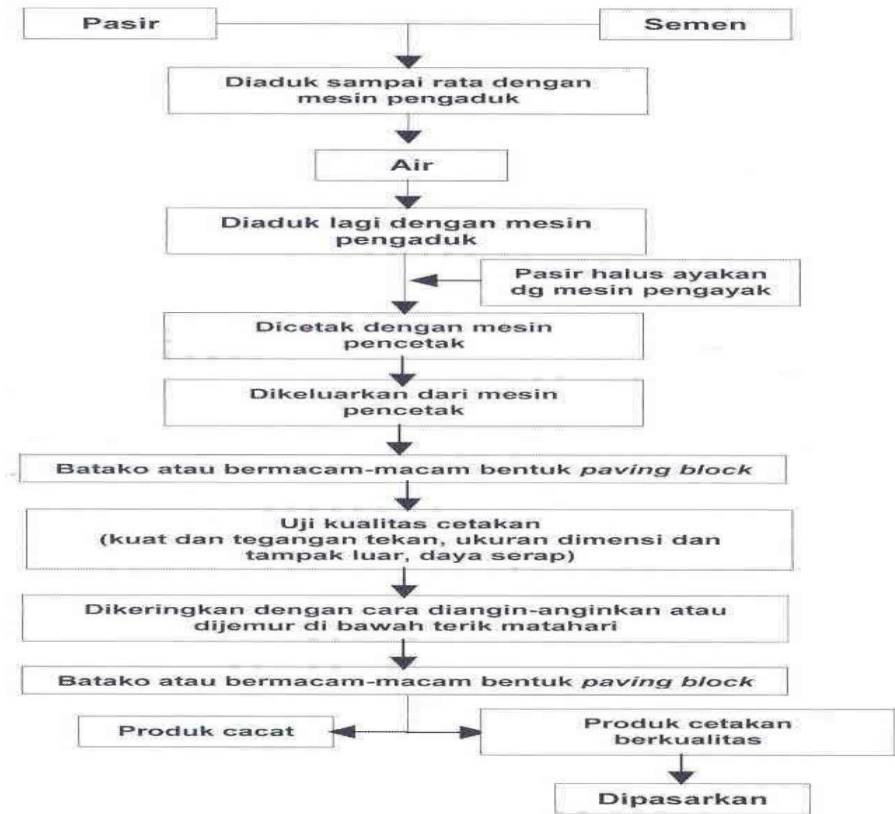 Pasir
Semen
Diaduk sampai rata dengan
mesin pengaduk
Air
Diaduk lagi dengan mesin
pengaduk
Pasir halus ayakan
dg mesin pengayak
Dicetak dengan mesin
pencetak
Dikeluarkan dari mesin
pencetak
Batako atau bermacam-macam bentuk paving block
Uji kualitas cetakan
(kuat dan tegangan tekan, ukuran dimensi dan
tampak luar, daya serap)
Dikeringkan dengan cara diangin-anginkan atau
dijemur di bawah terik matahari
Batako atau bermacam-macam bentuk paving block
Produk cacat
Produk cetakan
berkualitas
Dipasarkan